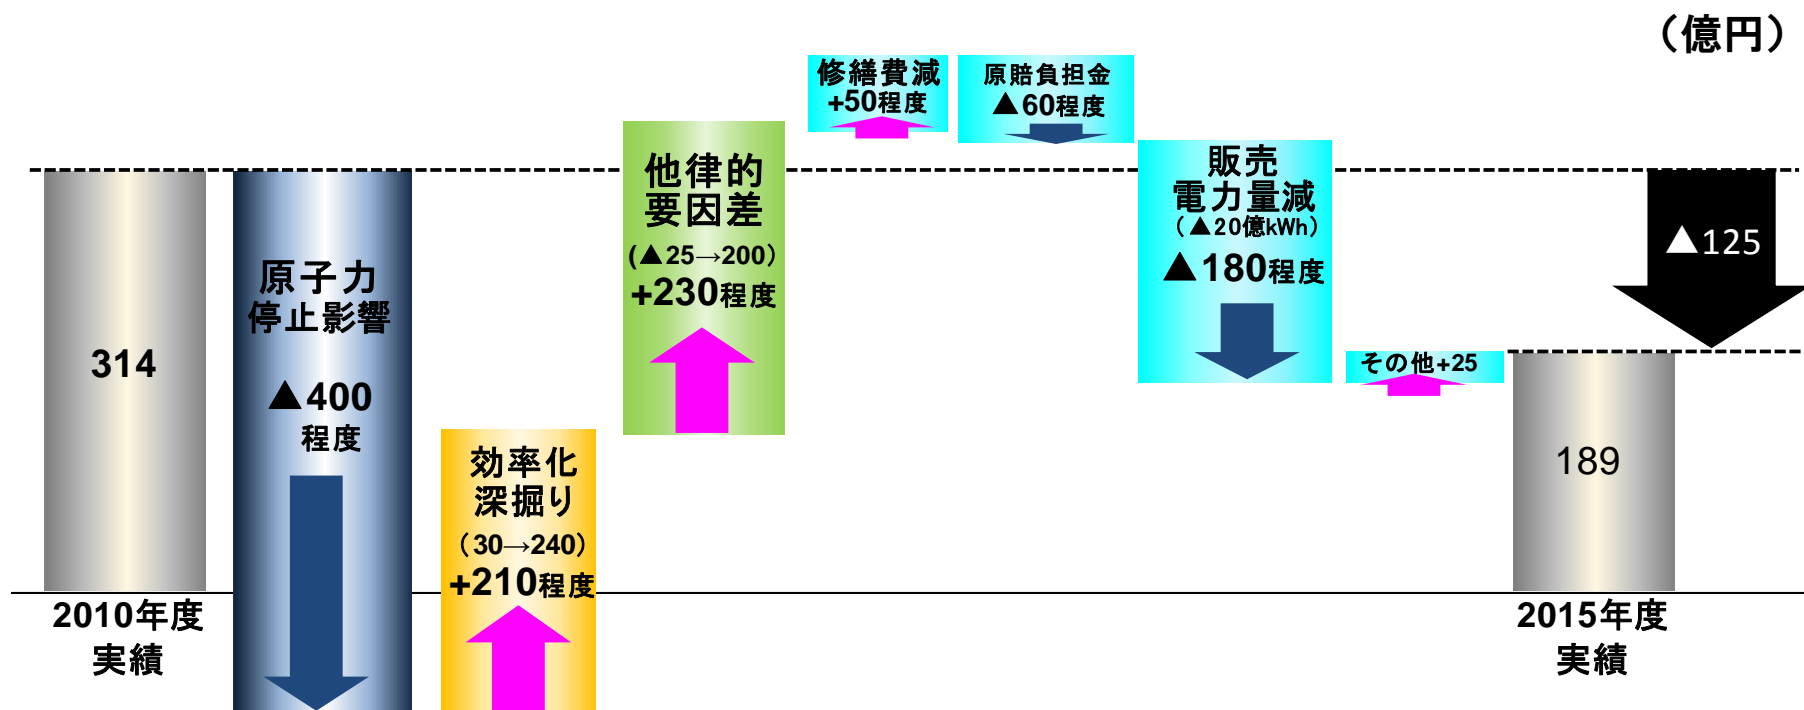 （億円）
314
2010年度
実績
原子力
停止影響
▲400
程度
効率化
深掘り
（30→240）
+210程度
他律的
要因差
(▲25→200)
+230程度
修繕費減
+50程度
原賠負担金
▲60程度
販売
電力量減
（▲20億kWh）
▲180程度
その他+25
189
2015年度
実績
▲125